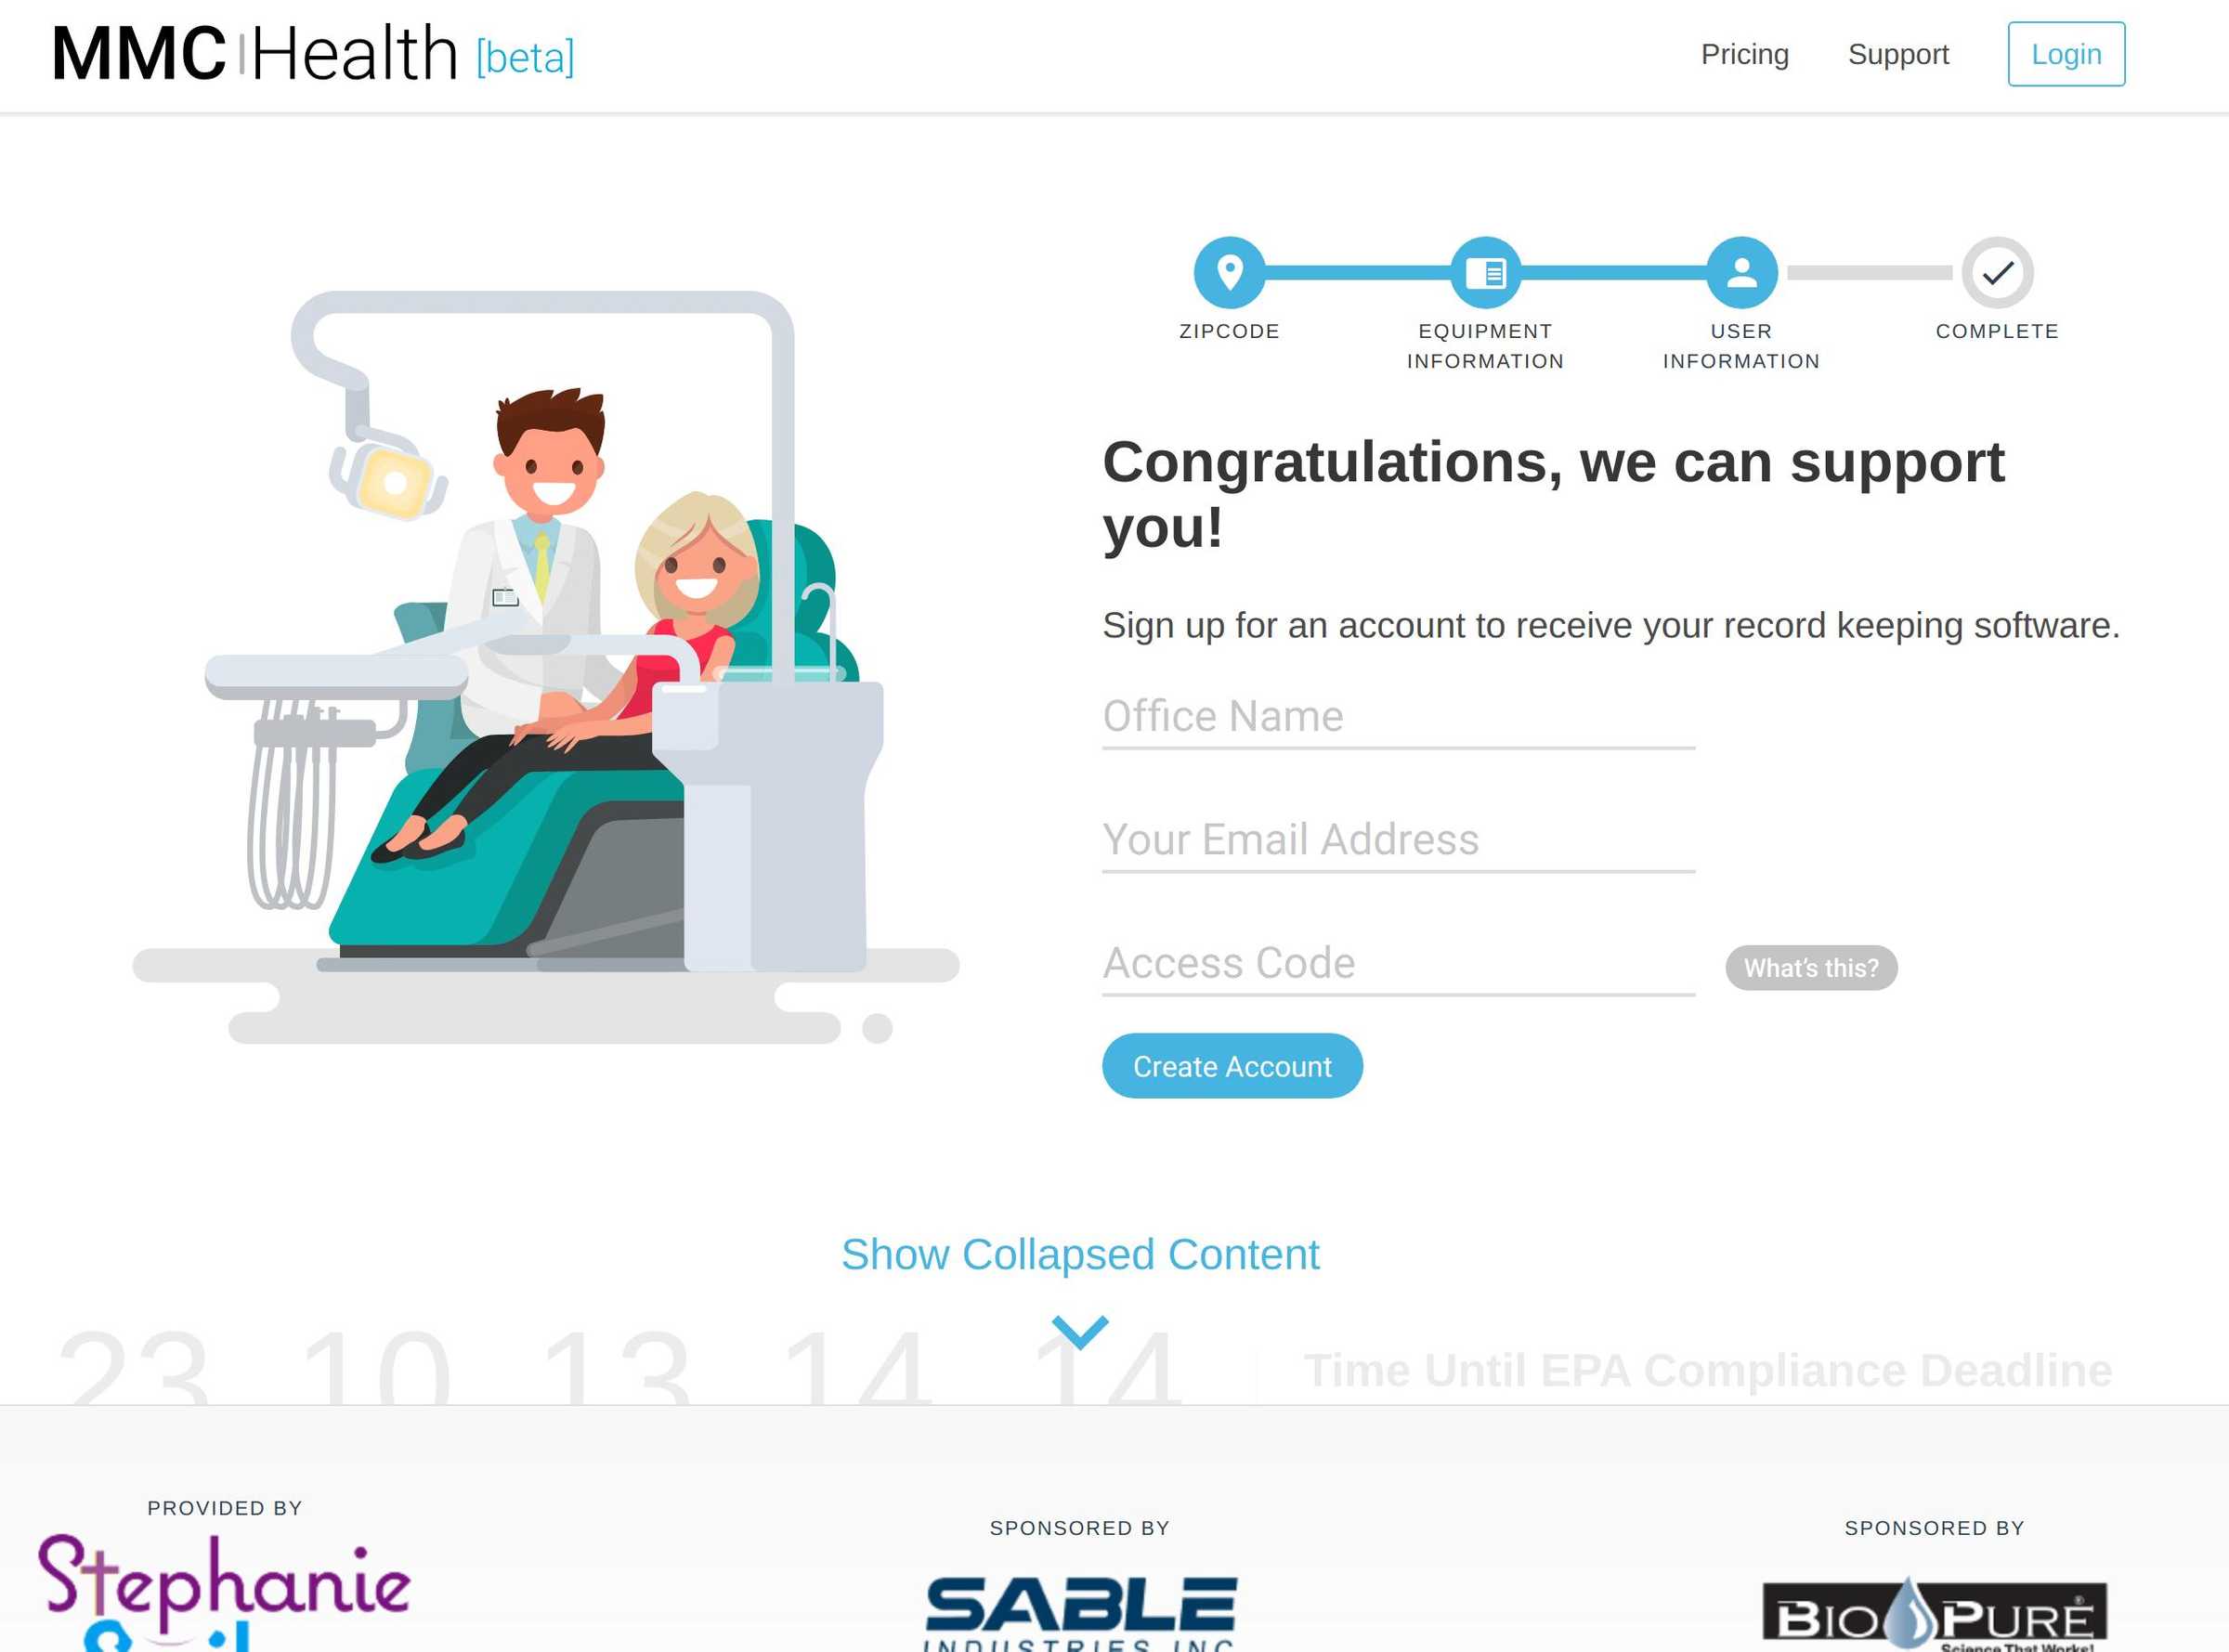 MMC Health [beta]
Pricing Support Login
ZIPCODE
EQUIPMENT INFORMATION
USER INFORMATION
COMPLETE
Congratulations, we can support
you!
Sign up for an account to receive your record keeping software.
Office Name
Your Email Address
Access Code
What's this?
Create Account
Show Collapsed Content
23 10 13 14 14
Time Until EPA Compliance Deadline
PROVIDED BY
Stephanie
SPONSORED BY
SABLE
INDUSTRIES INC
SPONSORED BY
BIOPURE®
Science That Works!